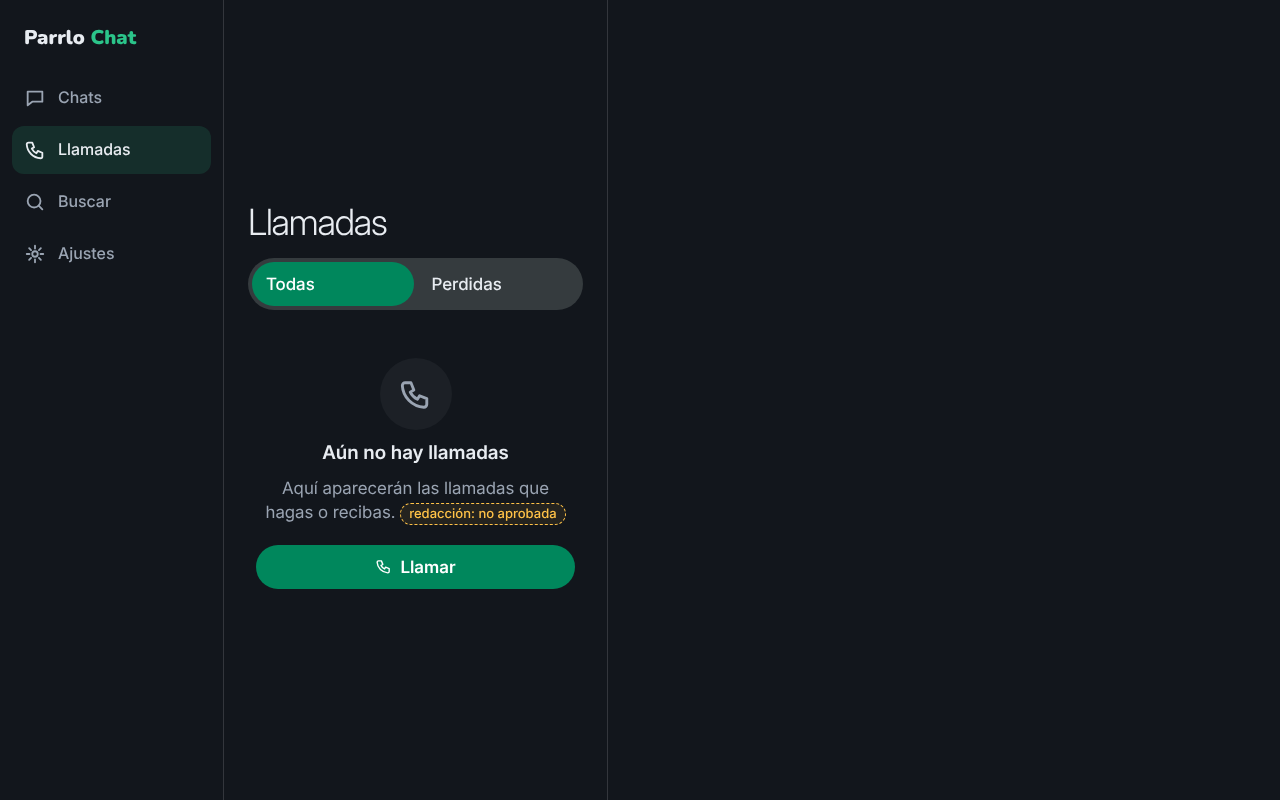 Parrlo Chat
Chats
Llamadas
Buscar
Ajustes
Llamadas
Todas
Perdidas
Aún no hay llamadas
Aquí aparecerán las llamadas que
hagas o recibas. redacción: no aprobada
Llamar